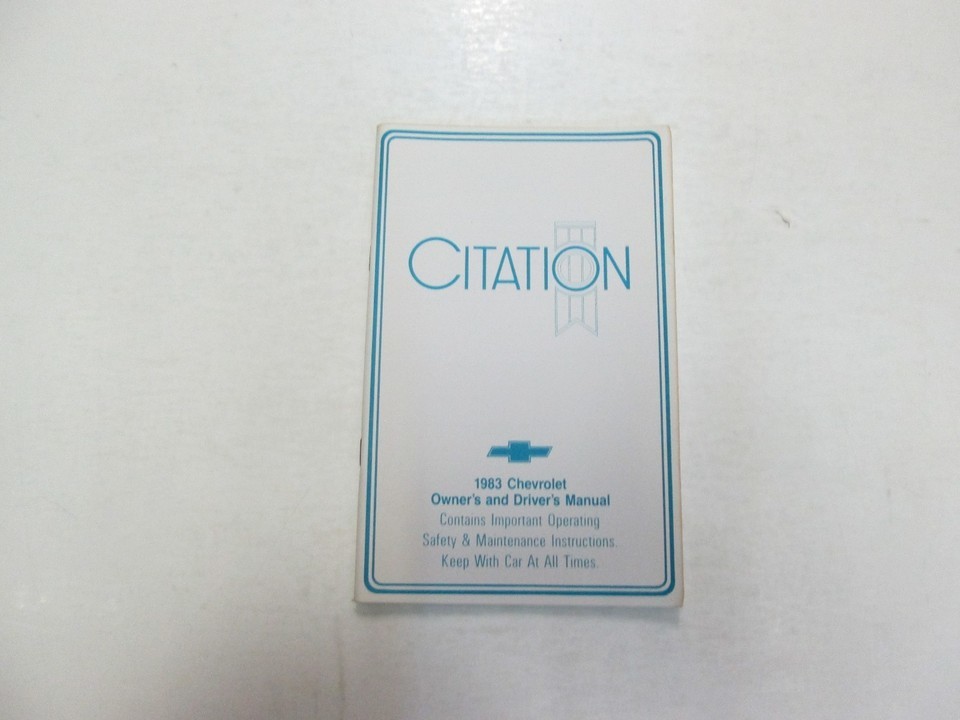 CITATION
1983 Chevrolet
Owner's and Driver's Manual
Contains Important Operating
Safety & Maintenance Instructions.
Keep With Car At All Times.